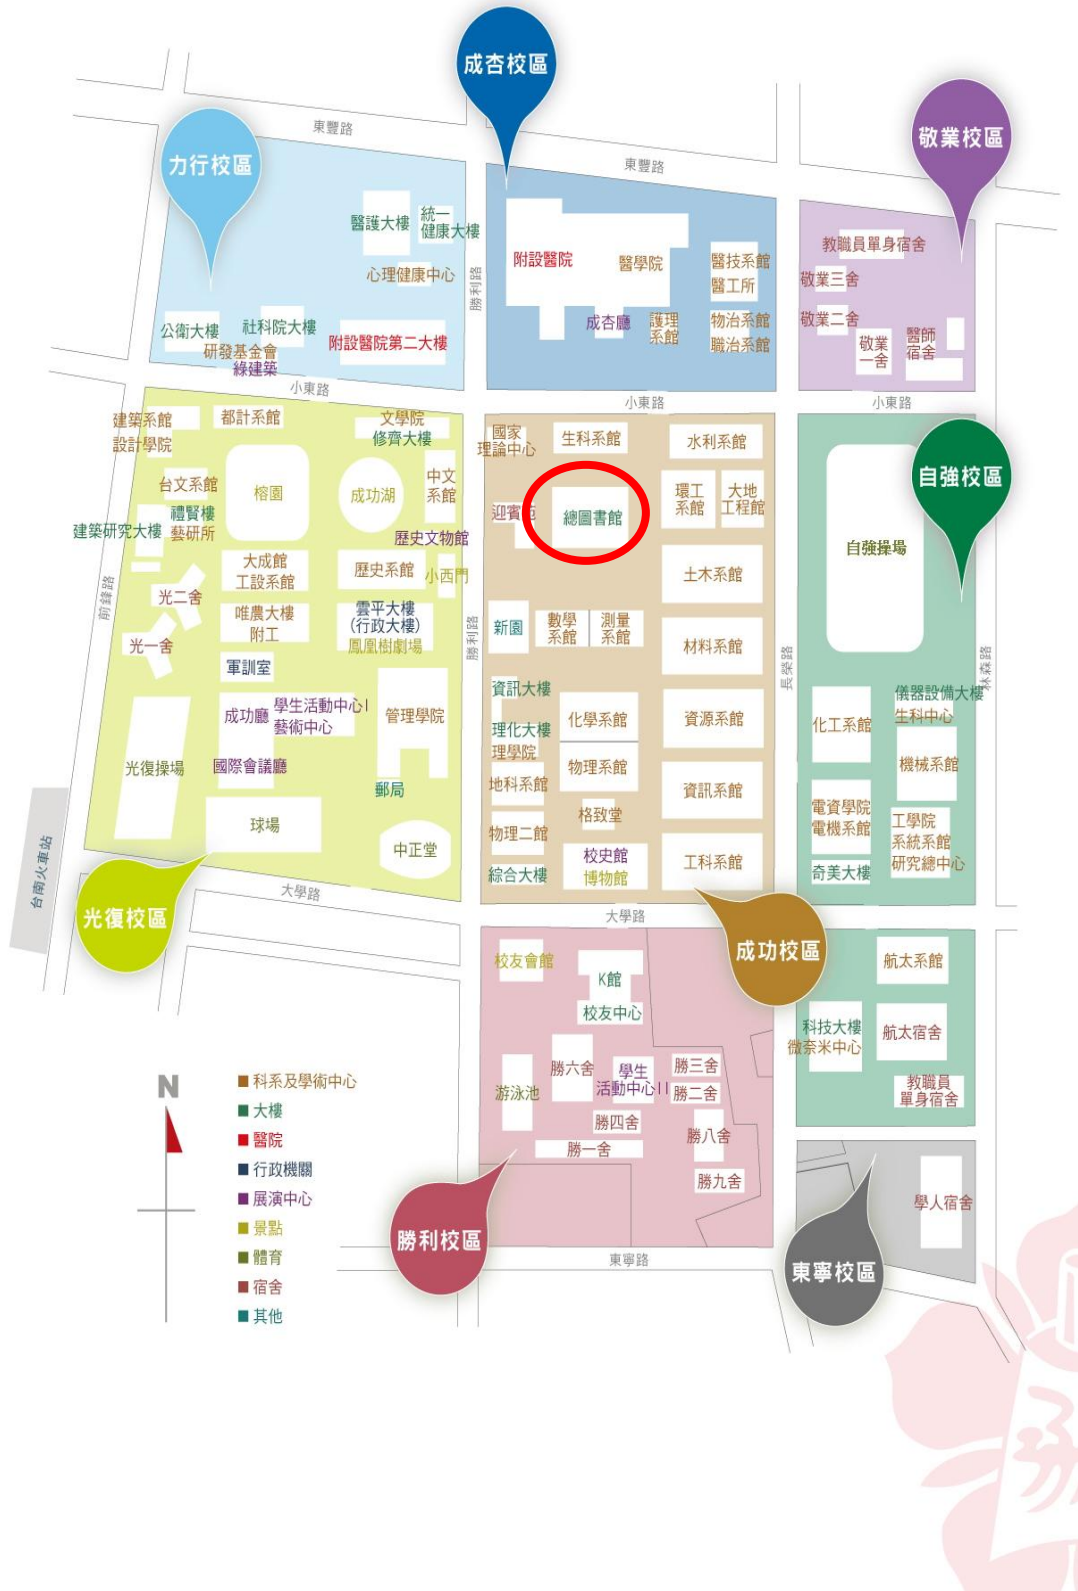 成杏校區
敬業校區
力行校區
東豐路
東豐路
醫護大樓
統一
健康大樓
心理健康中心
公衛大樓
社科院大樓
研發基金會
綠建築
附設醫院第二大樓
勝利路
附設醫院
醫學院
醫技系館
醫工所
成杏廳
護理
系館
物治系館
職治系館
教職員單身宿舍
敬業三舍
敬業二舍
敬業
一舍
醫師
宿舍
小東路
小東路
小東路
建築系館
設計學院
都計系館
文學院
修齊大樓
台文系館
榕園
成功湖
中文
系館
禮賢樓
藝研所
建築研究大樓
歷史文物館
大成館
工設系館
歷史系館
小西門
光二舍
唯農大樓
附工
雲平大樓
(行政大樓)
鳳凰樹劇場
光一舍
軍訓室
前鋒路
勝利路
成功廳
學生活動中心I
藝術中心
管理學院
光復操場
國際會議廳
郵局
球場
中正堂
台南火車站
光復校區
大學路
國家
理論中心
生科系館
水利系館
迎賓苑
總圖書館
環工
系館
大地
工程館
土木系館
新園
數學
系館
測量
系館
材料系館
資訊大樓
理化大樓
理學院
化學系館
資源系館
地科系館
物理系館
資訊系館
物理二館
格致堂
綜合大樓
校史館
博物館
工科系館
長榮路
大學路
成功校區
自強校區
自強操場
林森路
儀器設備大樓
生科中心
化工系館
機械系館
電資學院
電機系館
工學院
系統系館
研究總中心
奇美大樓
航太系館
科技大樓
微奈米中心
航太宿舍
教職員
單身宿舍
校友會館
K館
校友中心
勝六舍
學生
活動中心II
勝三舍
勝二舍
游泳池
勝四舍
勝一舍
勝八舍
勝九舍
勝利校區
東寧路
東寧校區
學人宿舍
N
科系及學術中心
大樓
醫院
行政機關
展演中心
景點
體育
宿舍
其他